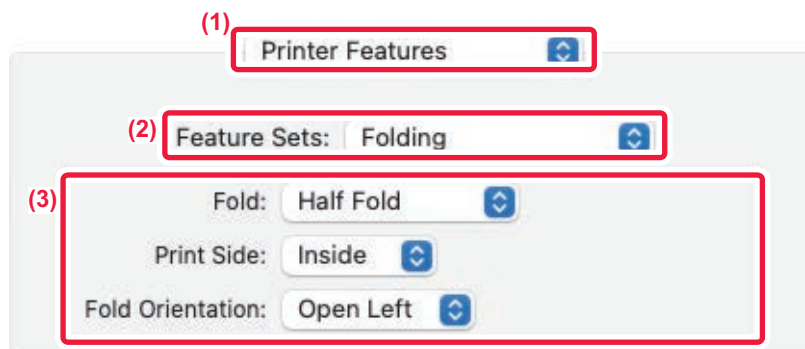 (1)
Printer Features
(2) Feature Sets: Folding
(3) Fold: Half Fold
Print Side: Inside
Fold Orientation: Open Left